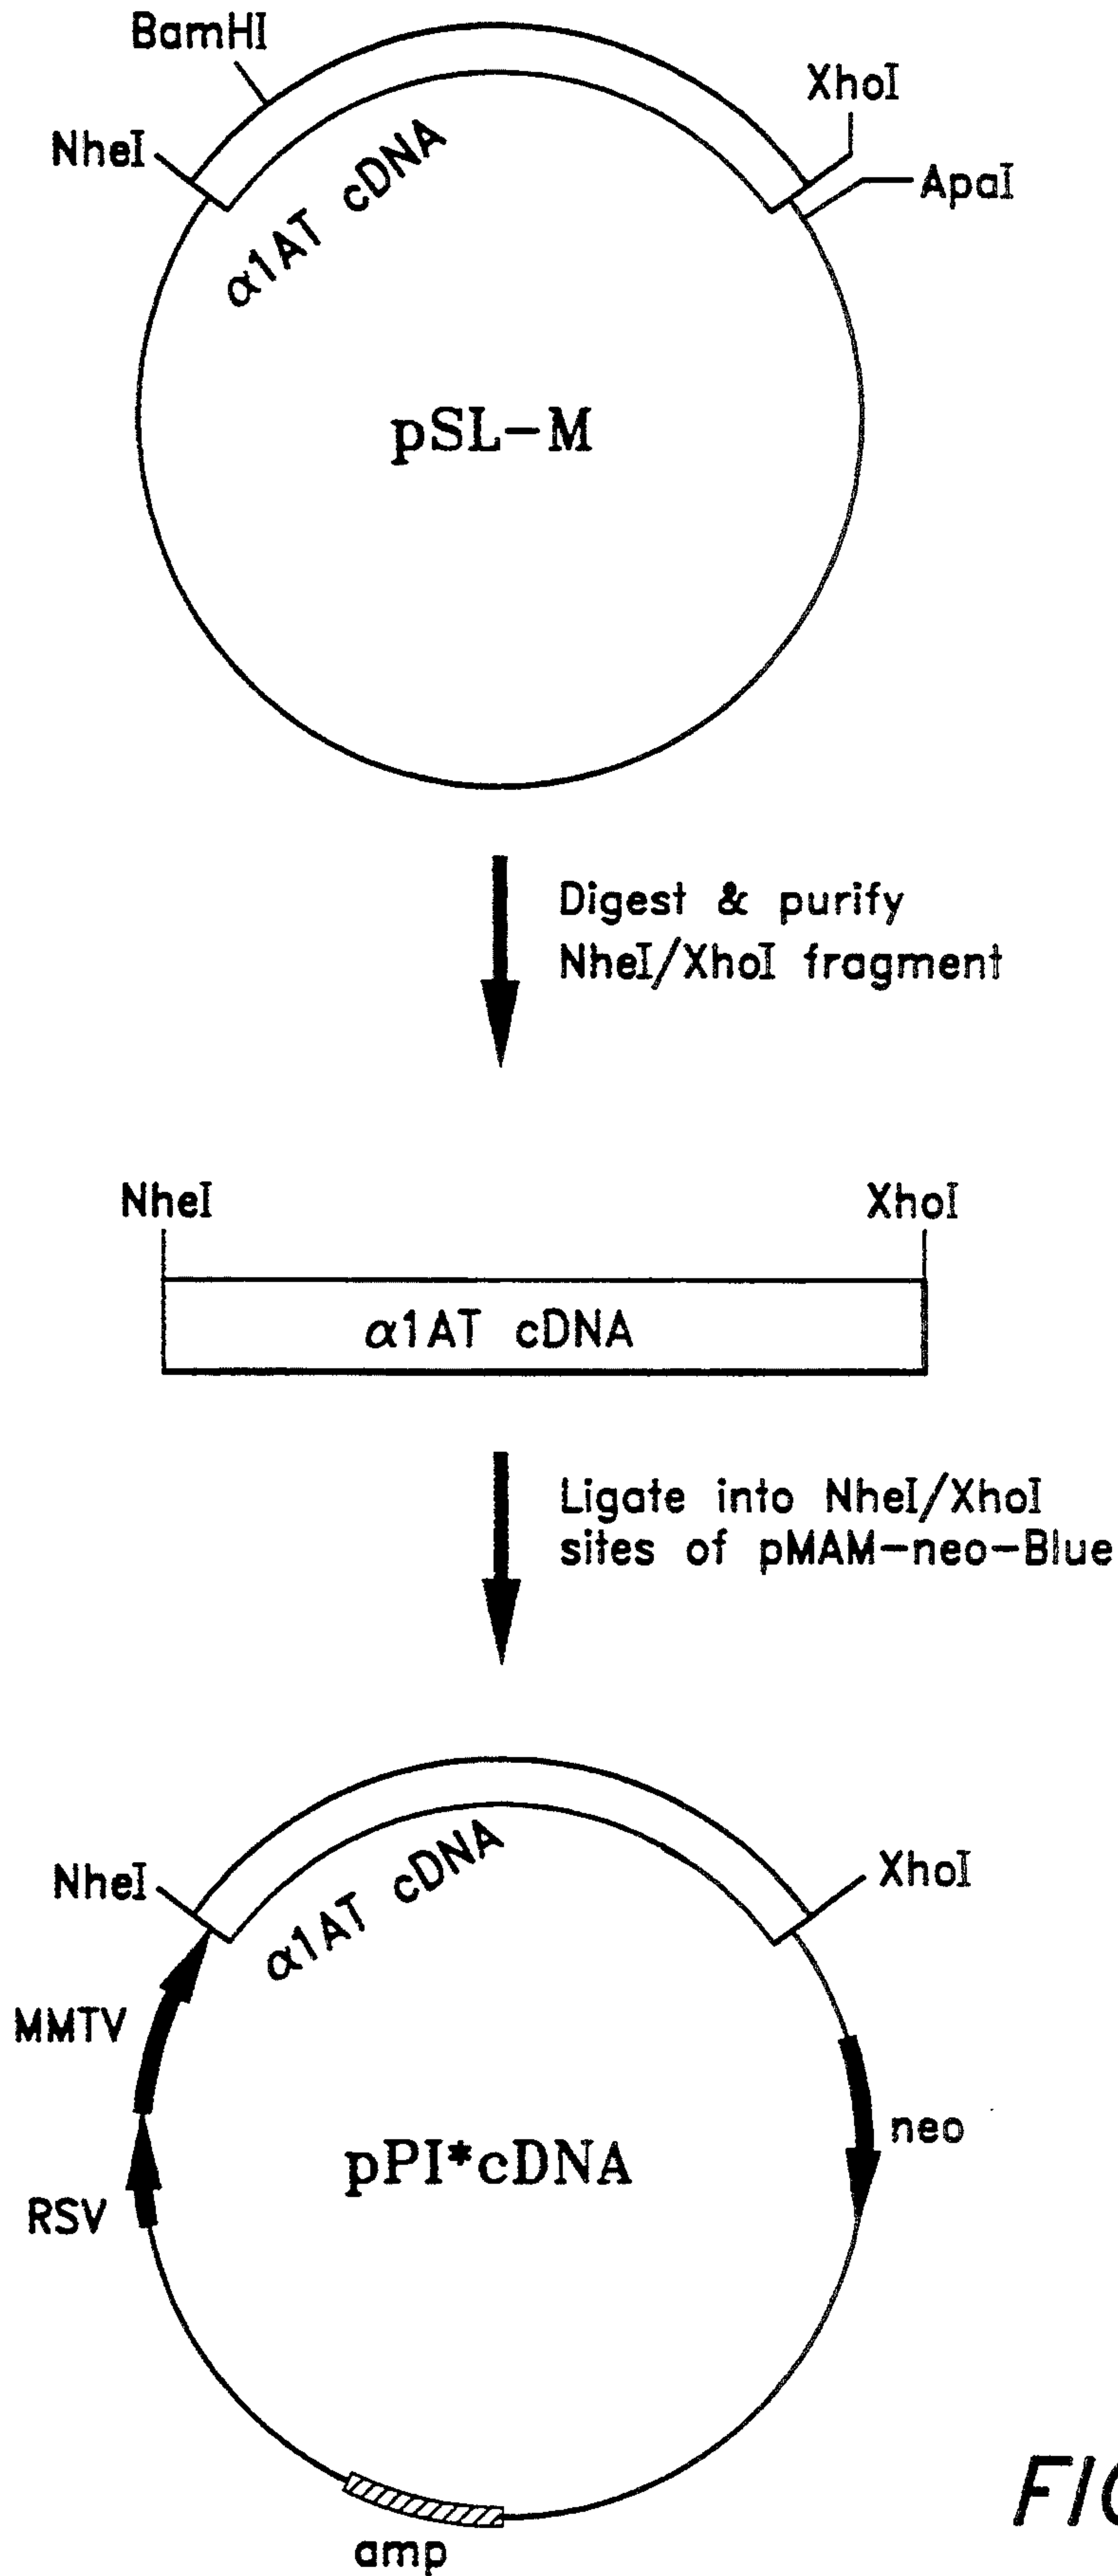 BamHI
XhoI
NheI
ApaI
α1AT cDNA
pSL-M
Digest & purify
NheI/XhoI fragment
NheI
XhoI
α1AT cDNA
Ligate into NheI/XhoI
sites of pMAM-neo-Blue
NheI
XhoI
α1AT cDNA
MMTV
neo
pPI*cDNA
RSV
amp